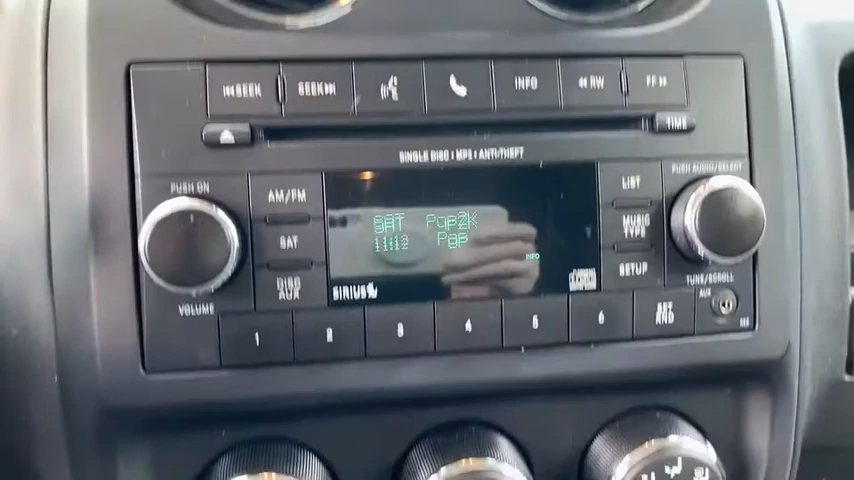 SEEK
SEEK
INFO
RW
FF
TIME
SINGLE DISC MP3 ANTI-THEFT
PUSH ON
VOLUME
AM/FM
SAT
DISC
AUX
SAT Pop2K
11:12 Pop
INFO
SIRIUS
LIST
MUSIC
TYPE
SETUP
PUSH AUDIO/SELECT
TUNE/SCROLL
AUX
1
2
3
4
5
6
SET
RND